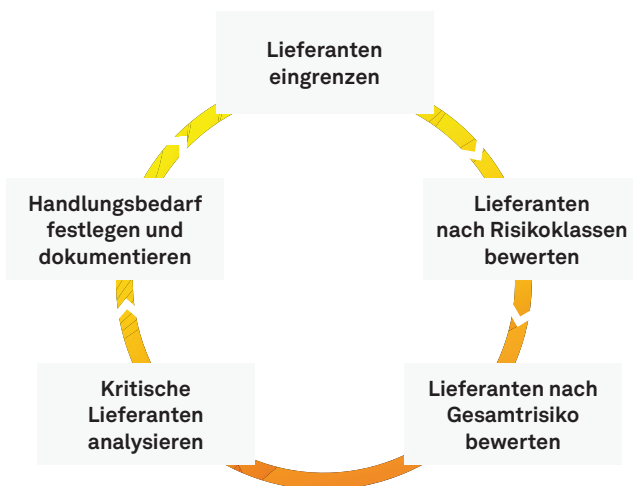 Lieferanten
eingrenzen
Lieferanten
nach Risikoklassen
bewerten
Lieferanten nach
Gesamtrisiko
bewerten
Kritische
Lieferanten
analysieren
Handlungsbedarf
festlegen und
dokumentieren